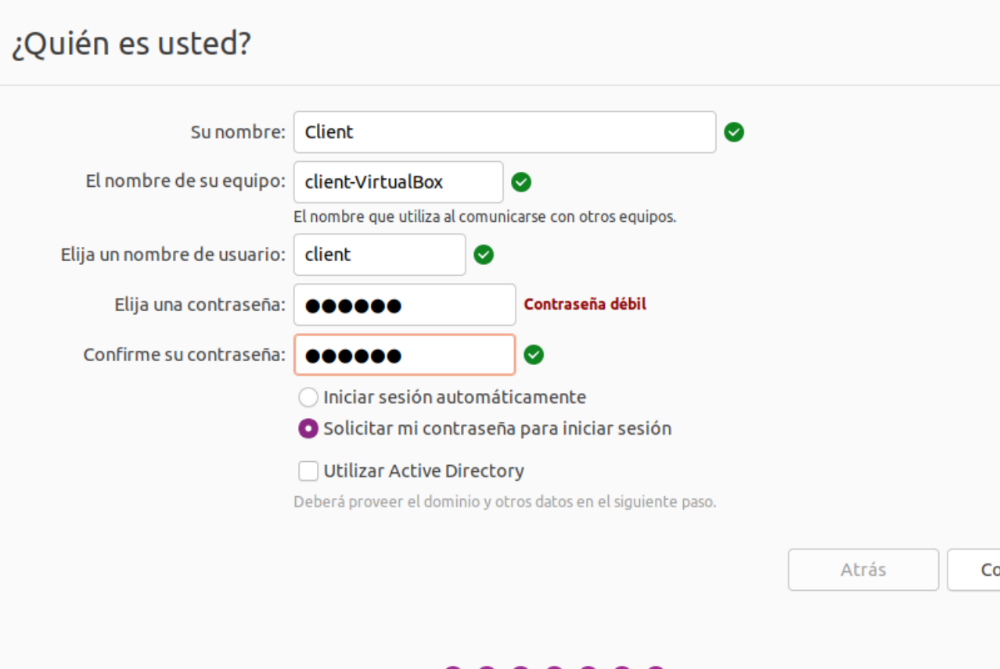 ¿Quién es usted?
Su nombre: Client
El nombre de su equipo: client-VirtualBox
El nombre que utiliza al comunicarse con otros equipos.
Elija un nombre de usuario: client
Elija una contraseña: ●●●●●● Contraseña débil
Confirme su contraseña: ●●●●●●
Iniciar sesión automáticamente
Solicitar mi contraseña para iniciar sesión
Utilizar Active Directory
Deberá proveer el dominio y otros datos en el siguiente paso.
Atrás